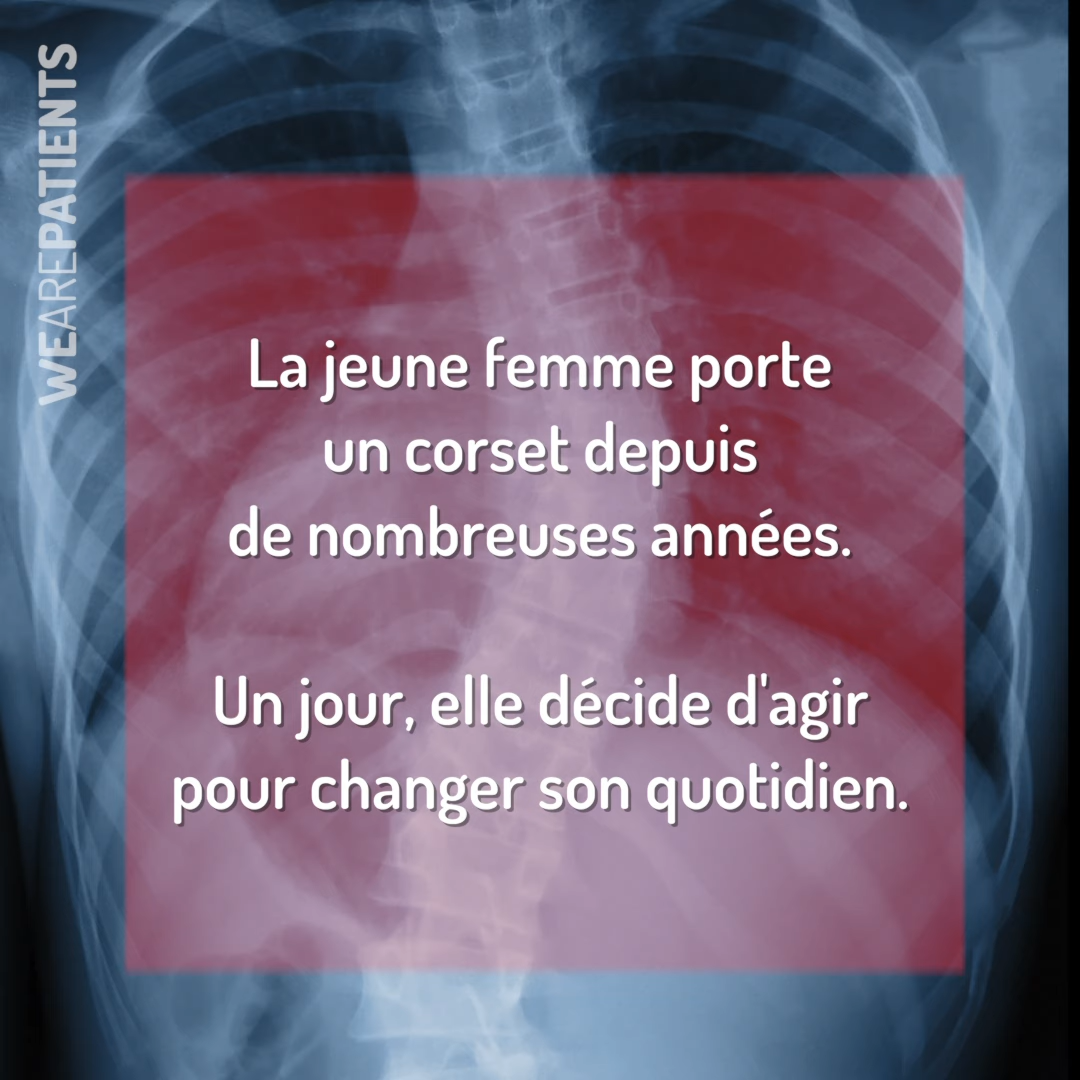 WEAREPATIENTS
La jeune femme porte
un corset depuis
de nombreuses années.
Un jour, elle décide d'agir
pour changer son quotidien.